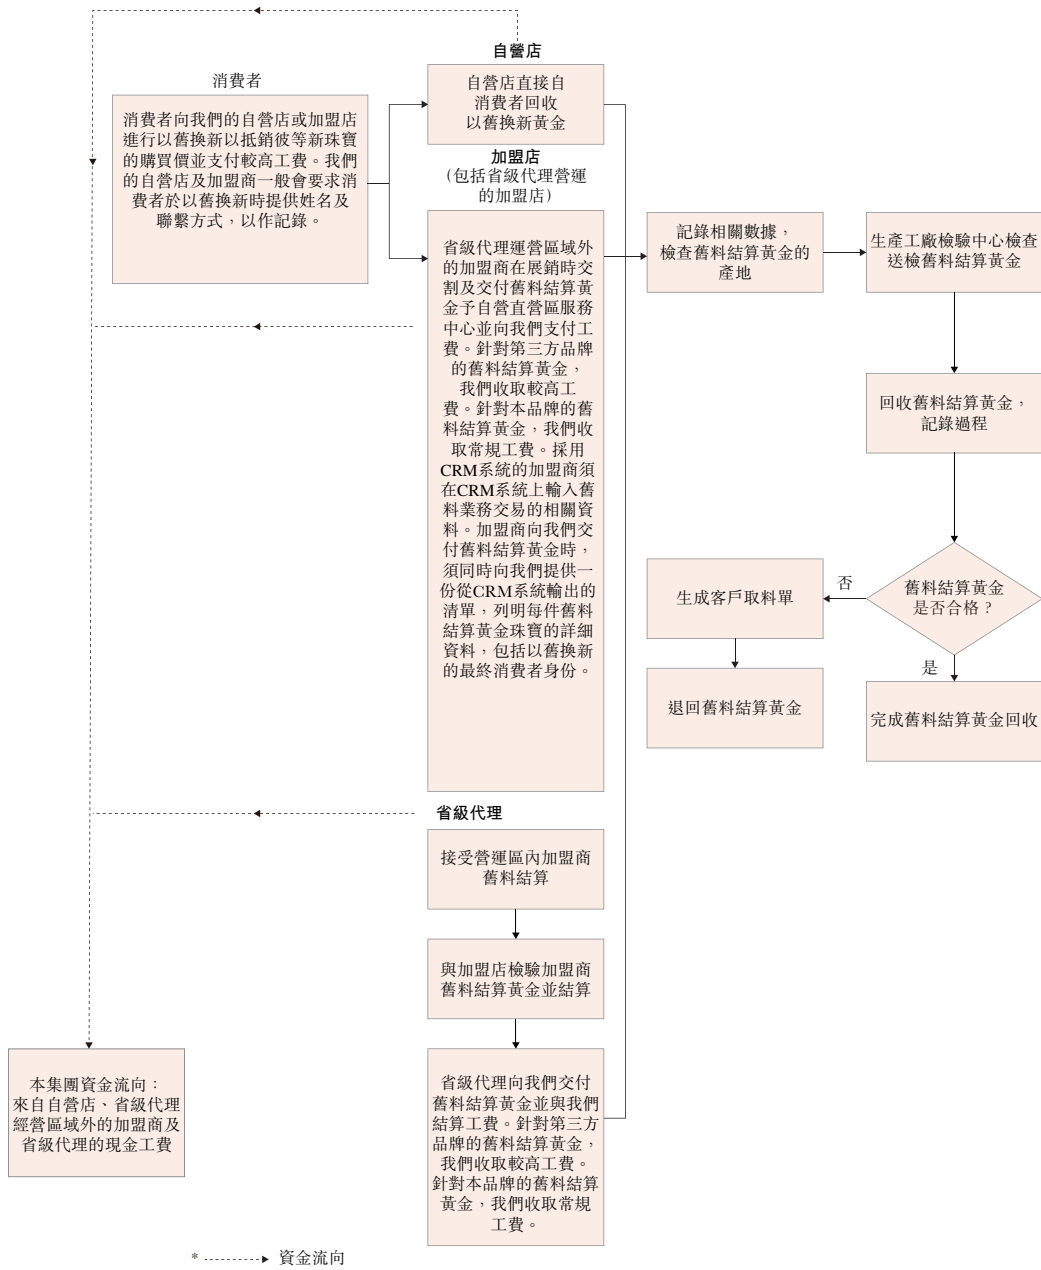 自營店
自營店直接自
消費者回收
以舊換新黃金
消費者
消費者向我們的自營店或加盟店
進行以舊換新以抵銷彼等新珠寶
的購買價並支付較高工費。我們
的自營店及加盟商一般會要求消
費者於以舊換新時提供姓名及
聯繫方式，以作記錄。
加盟店
(包括省級代理營運
的加盟店)
省級代理運營區域外
的加盟商在展銷時交
割及交付舊料結算黃
金予自營直營區服務
中心並向我們支付工
費。針對第三方品牌
的舊料結算黃金，
我們收取較高工
費。針對本品牌的舊
料結算黃金，我們收
取常規工費。採用
CRM系統的加盟商須
在CRM系統上輸入舊
料業務交易的相關資
料。加盟商向我們交
付舊料結算黃金時，
須同時向我們提供一
份從CRM系統輸出的
清單，列明每件舊料
結算黃金珠寶的詳細
資料，包括以舊換新
的最終消費者身份。
記錄相關數據，
檢查舊料結算黃金的
產地
生產工廠檢驗中心檢查
送檢舊料結算黃金
回收舊料結算黃金，
記錄過程
舊料結算黃金
是否合格？
否
生成客戶取料單
退回舊料結算黃金
是
完成舊料結算黃金回收
省級代理
接受營運區內加盟商
舊料結算
與加盟店檢驗加盟商
舊料結算黃金並結算
省級代理向我們交付
舊料結算黃金並與我們
結算工費。針對第三方
品牌的舊料結算黃金，
我們收取較高工費。
針對本品牌的舊料結算
黃金，我們收取常規
工費。
本集團資金流向：
來自自營店、省級代理
經營區域外的加盟商及
省級代理的現金工費
* 資金流向